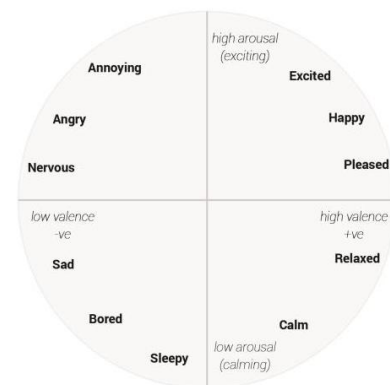 high arousal
(exciting)
Annoying
Excited
Angry
Happy
Nervous
Pleased
low valence
-ve
high valence
+ve
Sad
Relaxed
Bored
Calm
low arousal
(calming)
Sleepy